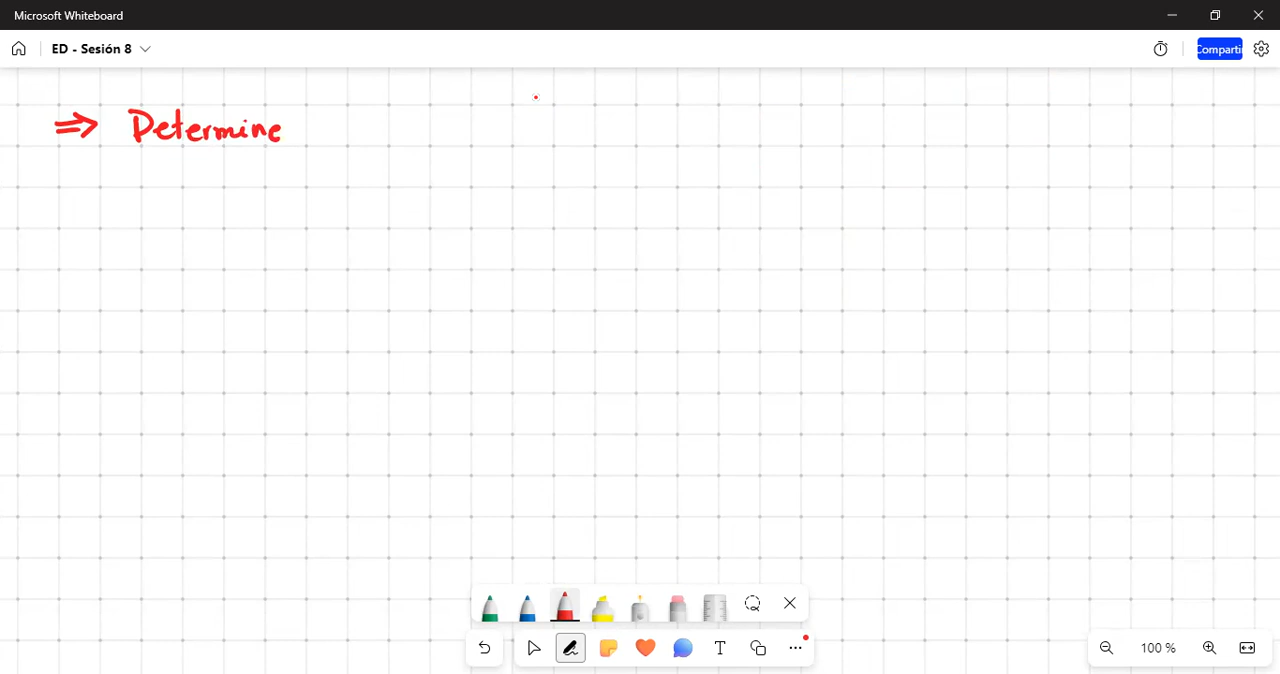 Microsoft Whiteboard
ED - Sesión 8
Comparti
⇒ Determine
T
100 %